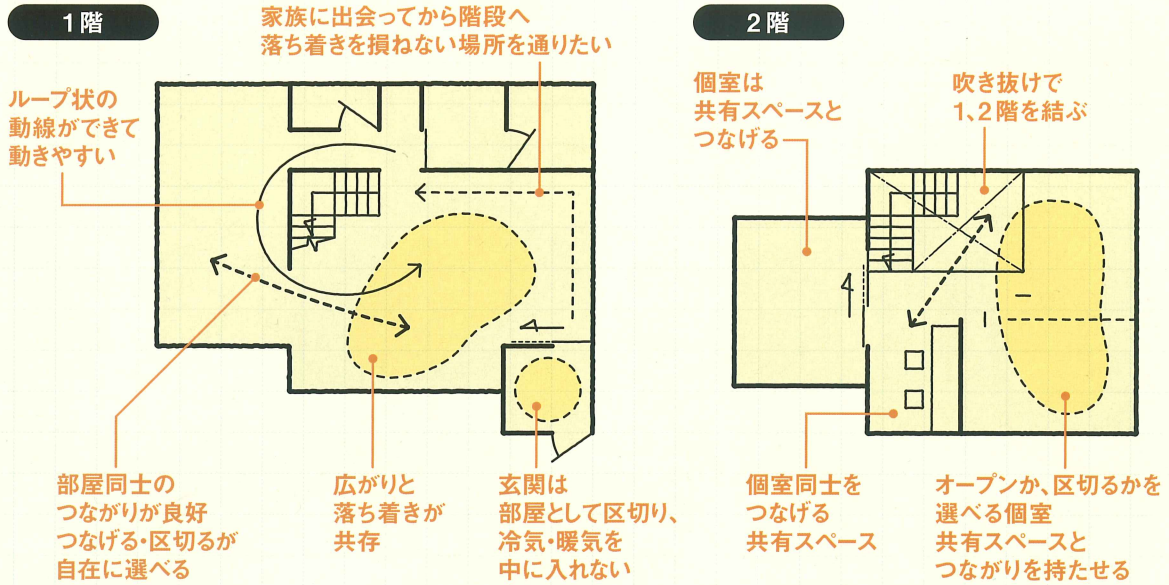 1階
家族に出会ってから階段へ
落ち着きを損ねない場所を通りたい
ループ状の
動線ができて
動きやすい
部屋同士の
つながりが良好
つなげる・区切るが
自在に選べる
広がりと
落ち着きが
共存
玄関は
部屋として区切り、
冷気・暖気を
中に入れない
2階
個室は
共有スペースと
つなげる
吹き抜けで
1、2階を結ぶ
個室同士を
つなげる
共有スペース
オープンか、区切るかを
選べる個室
共有スペースと
つながりを持たせる